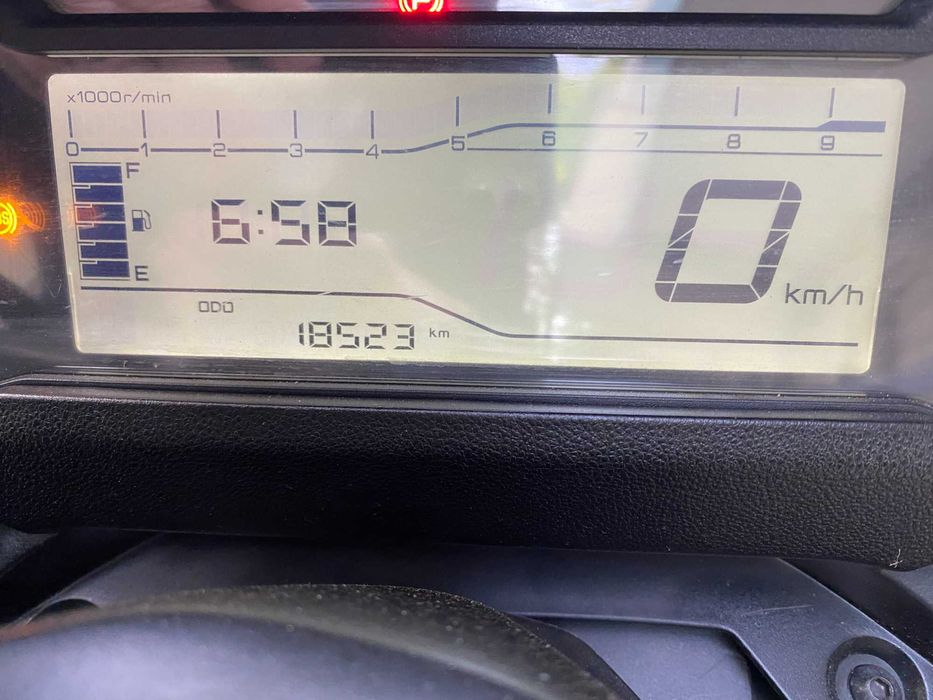 P
x1000r/min
0 1 2 3 4 5 6 7 8 9
F
6:58
0 km/h
E
ODO
18523 km